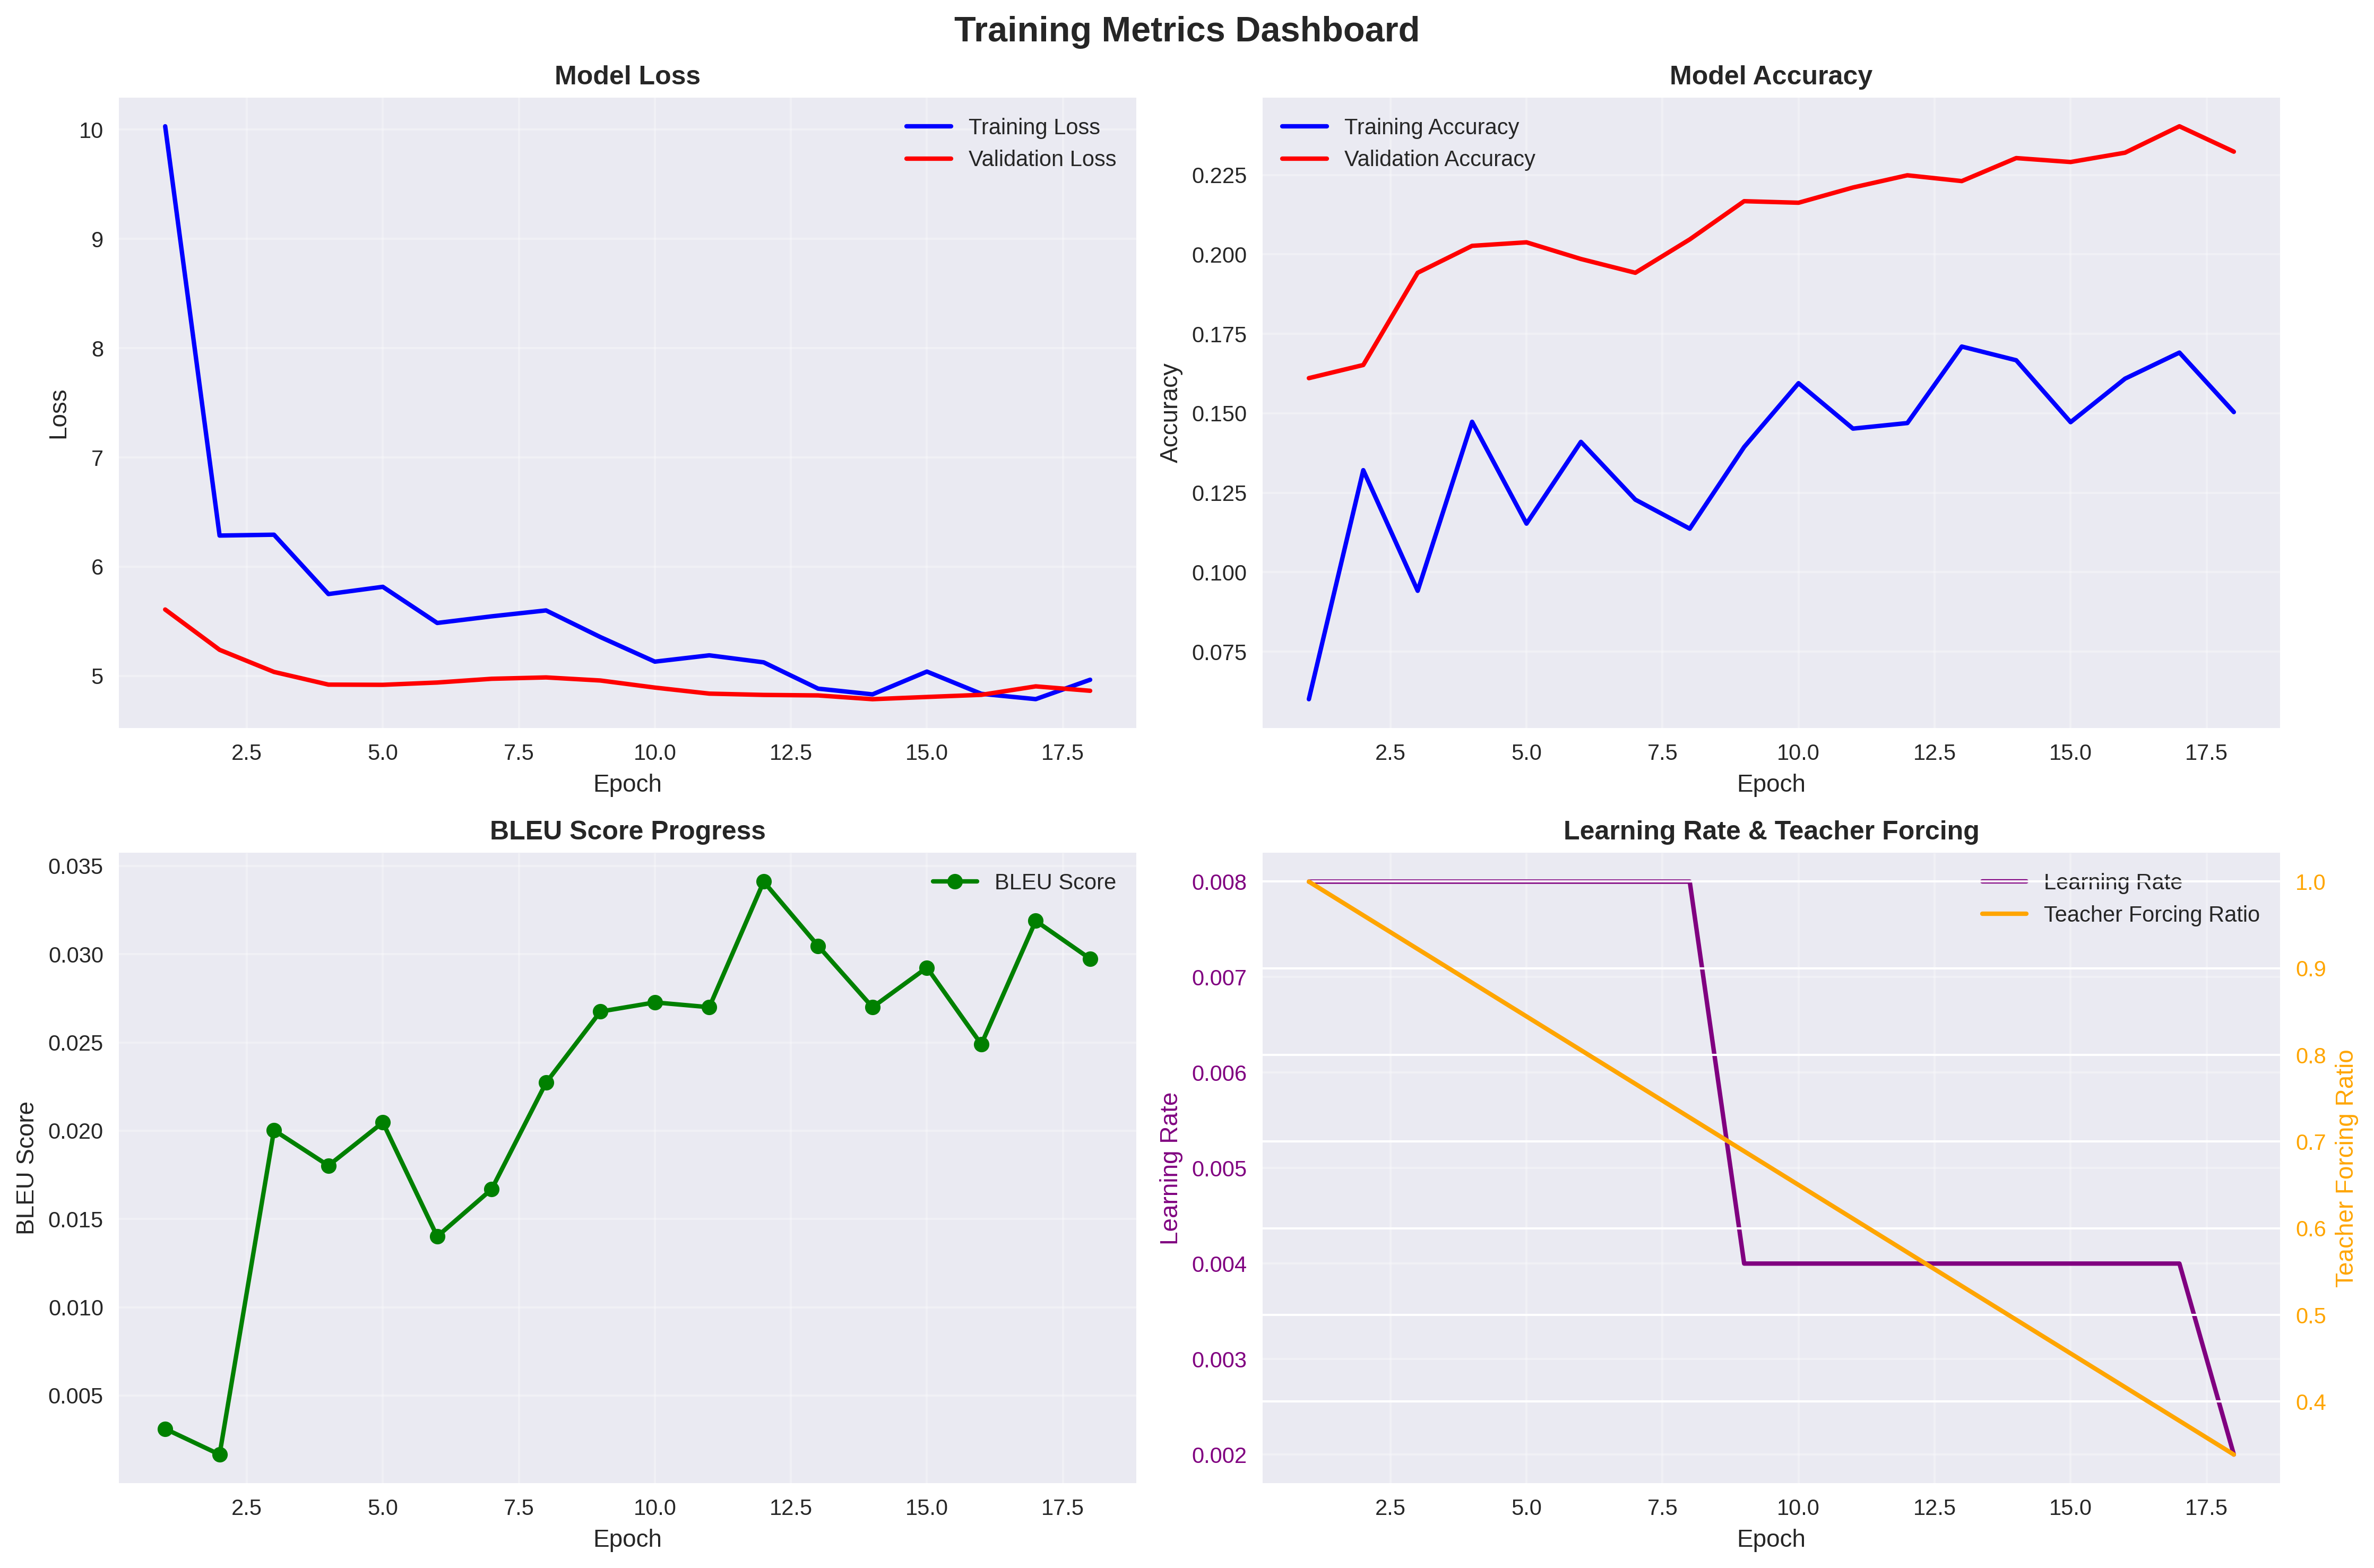 Training Metrics Dashboard
Model Loss
Training Loss
Validation Loss
10
9
8
7
6
5
Loss
2.5 5.0 7.5 10.0 12.5 15.0 17.5
Epoch
Model Accuracy
Training Accuracy
Validation Accuracy
0.225
0.200
0.175
0.150
0.125
0.100
0.075
Accuracy
2.5 5.0 7.5 10.0 12.5 15.0 17.5
Epoch
BLEU Score Progress
BLEU Score
0.035
0.030
0.025
0.020
0.015
0.010
0.005
BLEU Score
2.5 5.0 7.5 10.0 12.5 15.0 17.5
Epoch
Learning Rate & Teacher Forcing
Learning Rate
Teacher Forcing Ratio
0.008
0.007
0.006
0.005
0.004
0.003
0.002
Learning Rate
1.0
0.9
0.8
0.7
0.6
0.5
0.4
Teacher Forcing Ratio
2.5 5.0 7.5 10.0 12.5 15.0 17.5
Epoch